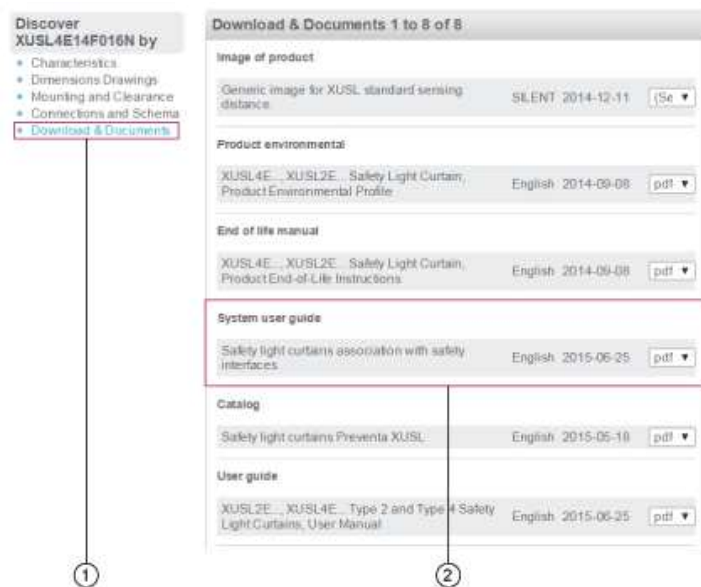 Discover
XUSL4E14F016N by
Characteristics
Dimensions Drawings
Mounting and Clearance
Connections and Schema
Download & Documents
Download & Documents 1 to 8 of 8
Image of product
Generic image for XUSL standard sensing
distance
SILENT 2014-12-11 (Se
Product environmental
XUSL4E..., XUSL2E... Safety Light Curtain,
Product Environmental Profile
English 2014-09-08 pdf
End of life manual
XUSL4E..., XUSL2E... Safety Light Curtain,
Product End-of-Life Instructions
English 2014-09-08 pdf
System user guide
Safety light curtains association with safety
interfaces
English 2015-06-25 pdf
Catalog
Safety light curtains Preventa XUSL
English 2015-05-18 pdf
User guide
XUSL2E..., XUSL4E... Type 2 and Type 4 Safety
Light Curtains, User Manual
English 2015-06-25 pdf
1
2